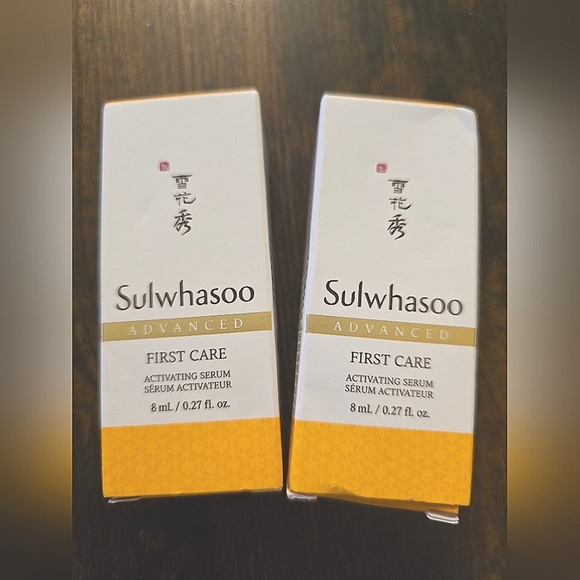 雪花秀
Sulwhasoo
ADVANCED
FIRST CARE
ACTIVATING SERUM
SÉRUM ACTIVATEUR
8 mL / 0.27 fl. oz.
雪花秀
Sulwhasoo
ADVANCED
FIRST CARE
ACTIVATING SERUM
SÉRUM ACTIVATEUR
8 mL / 0.27 fl. oz.